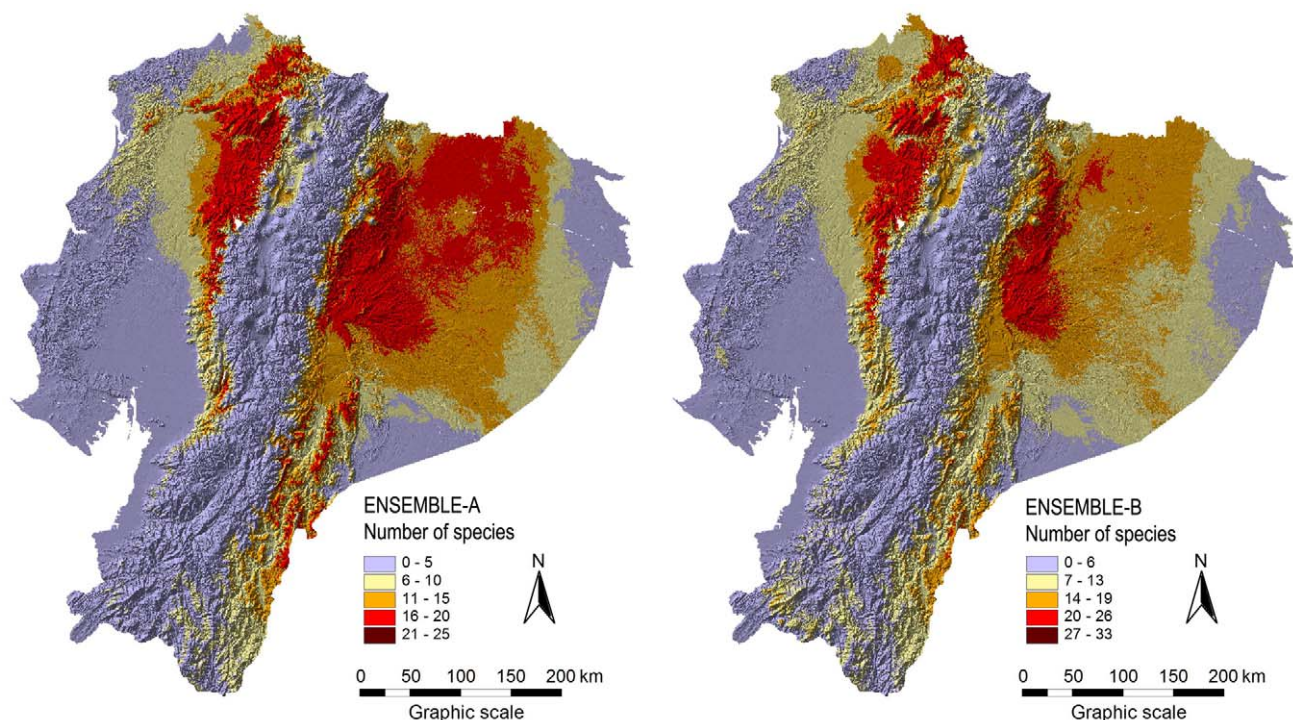 ENSEMBLE-A
Number of species
0 - 5
6 - 10
11 - 15
16 - 20
21 - 25
N
0 50 100 150 200 km
Graphic scale
ENSEMBLE-B
Number of species
0 - 6
7 - 13
14 - 19
20 - 26
27 - 33
N
0 50 100 150 200 km
Graphic scale